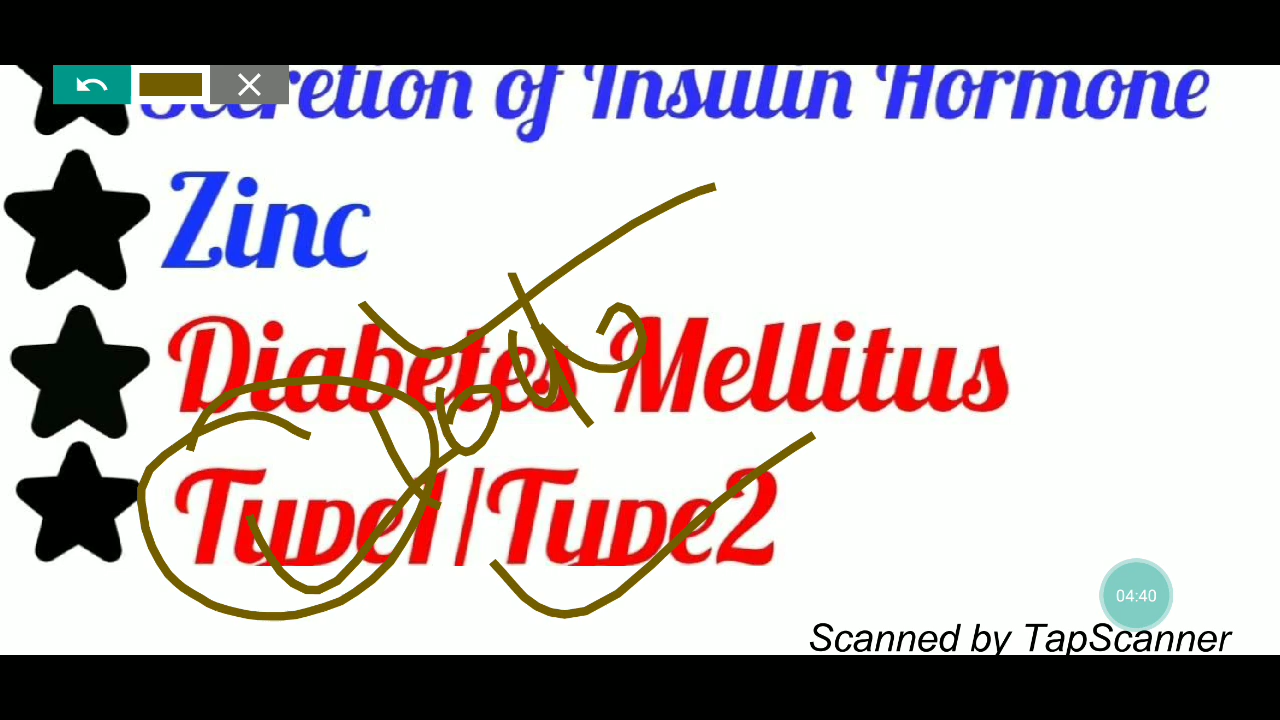 Secretion of Insulin Hormone
Zinc
Diabetes Mellitus
Type1/Type2
04:40
Scanned by TapScanner